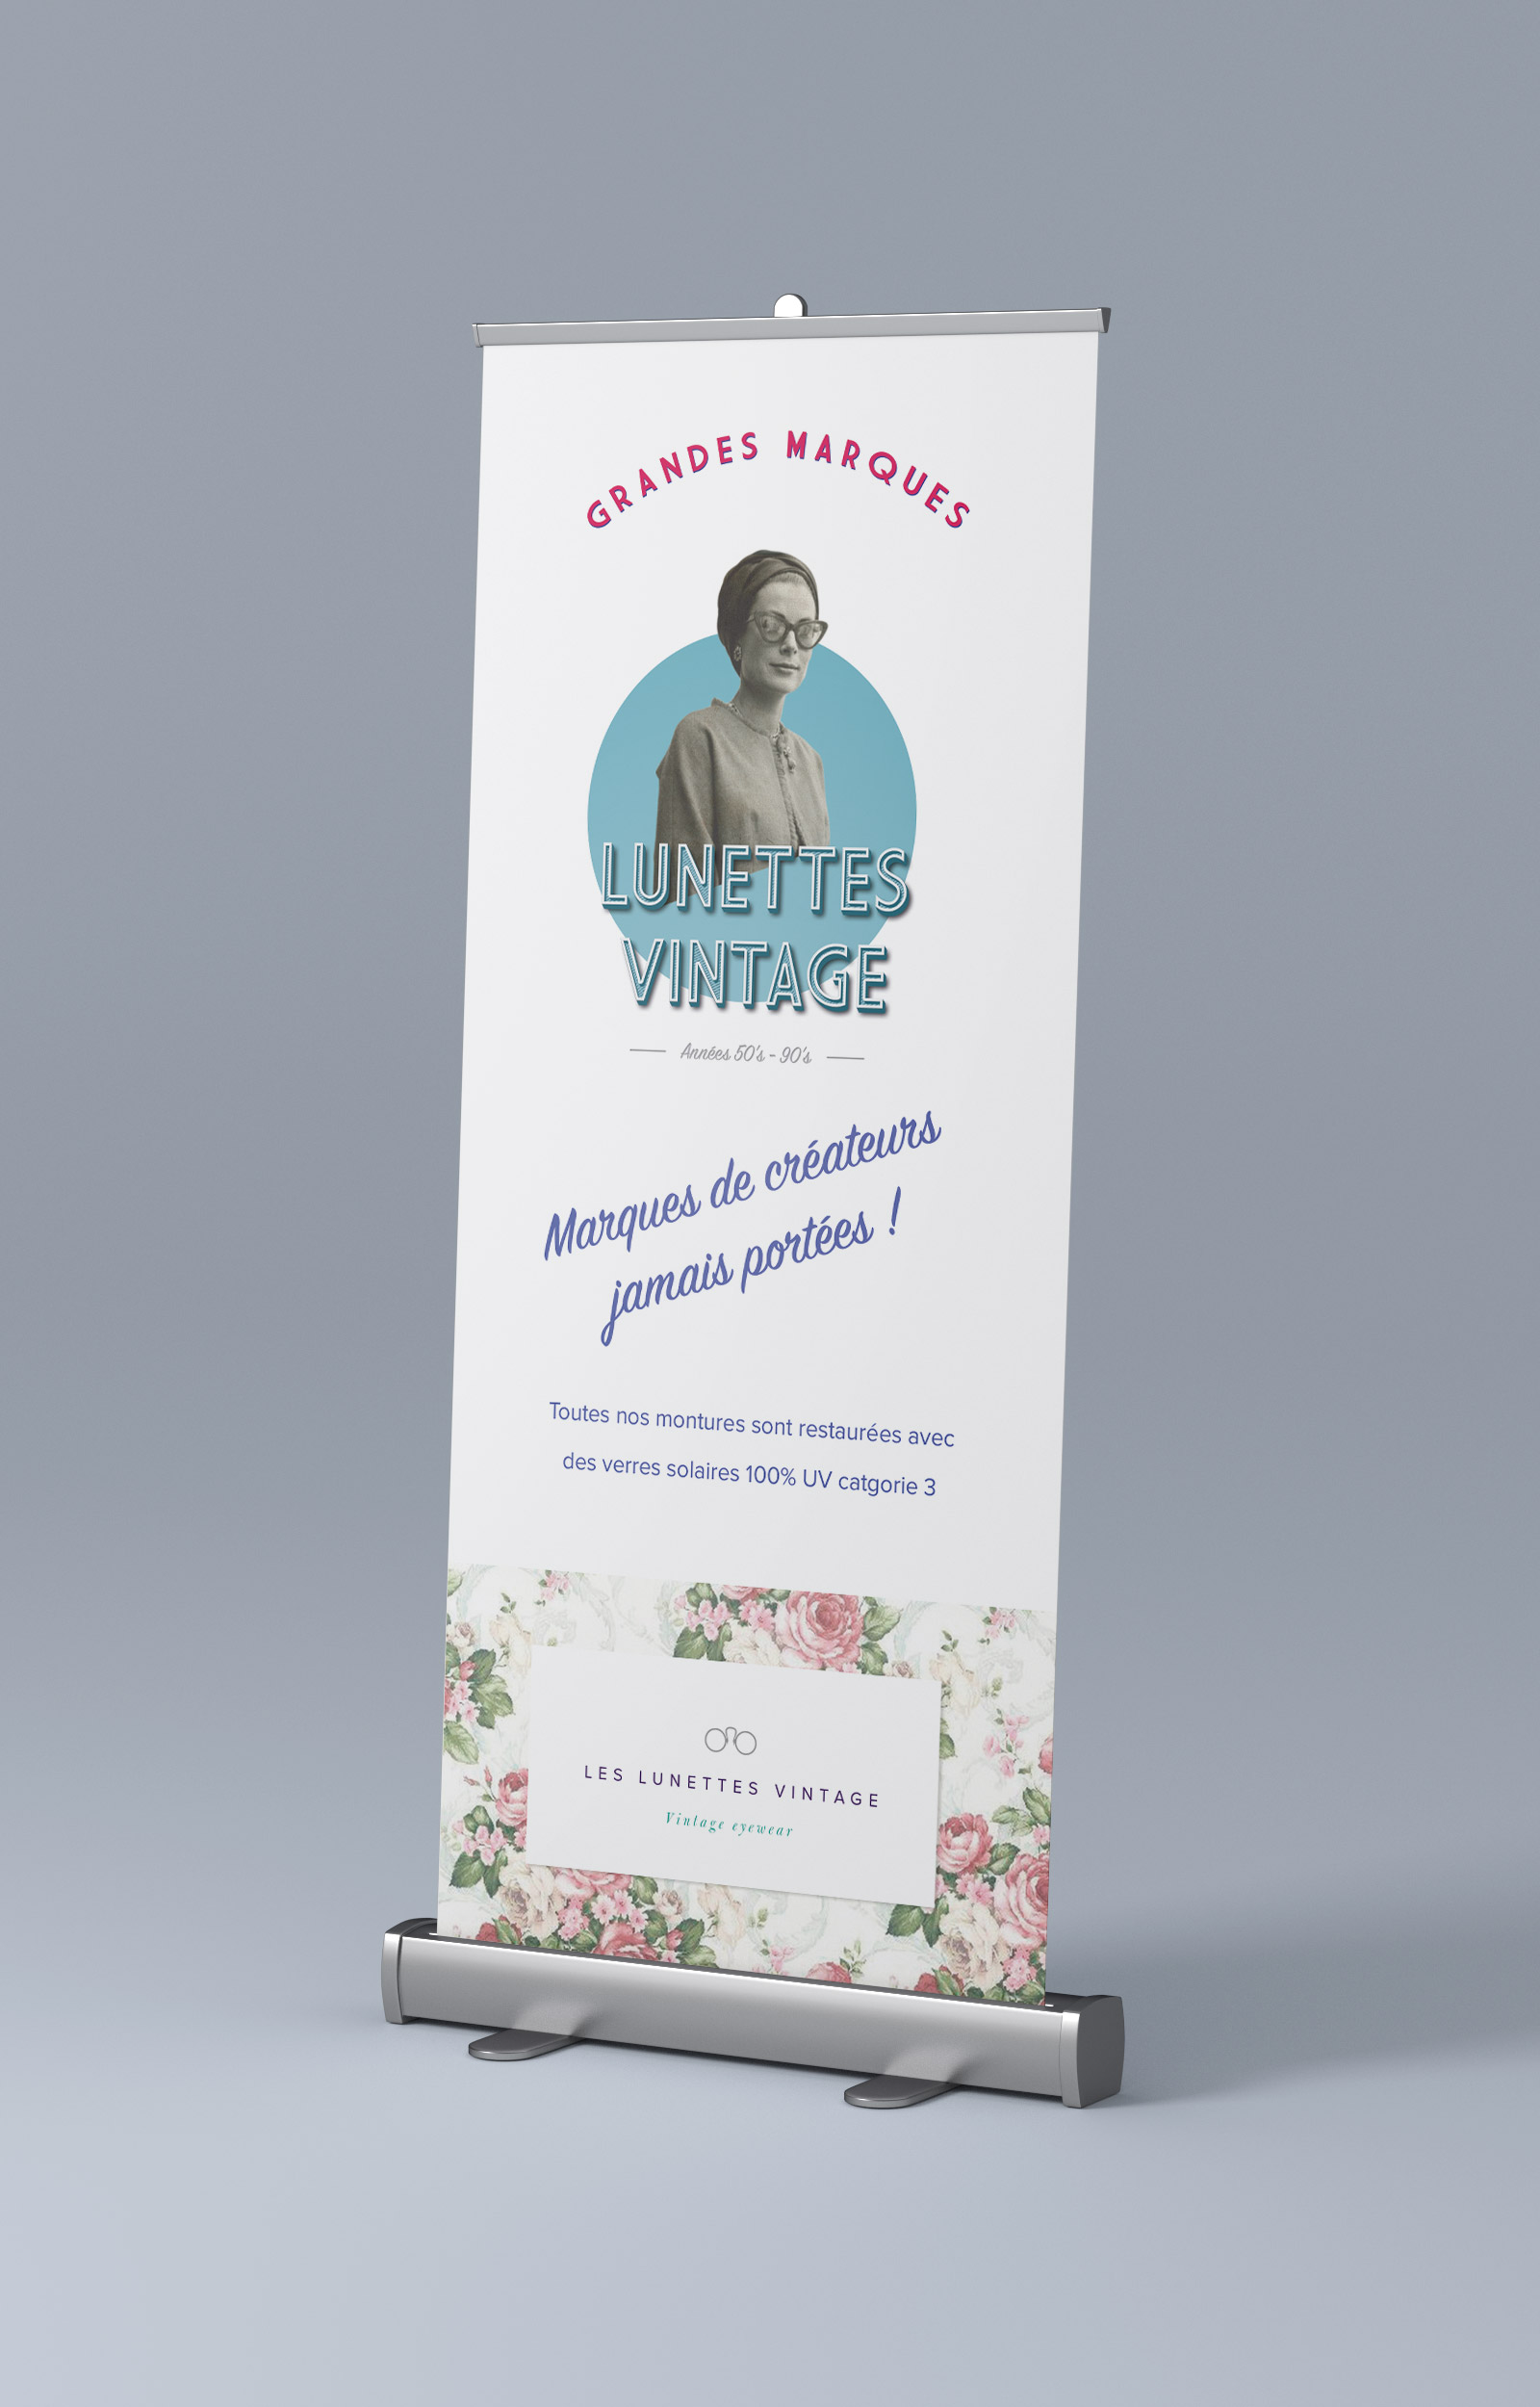 GRANDES MARQUES
LUNETTES
VINTAGE
Années 50's - 90's
Marques de créateurs
jamais portées !
Toutes nos montures sont restaurées avec
des verres solaires 100% UV catgorie 3
LES LUNETTES VINTAGE
Vintage eyewear